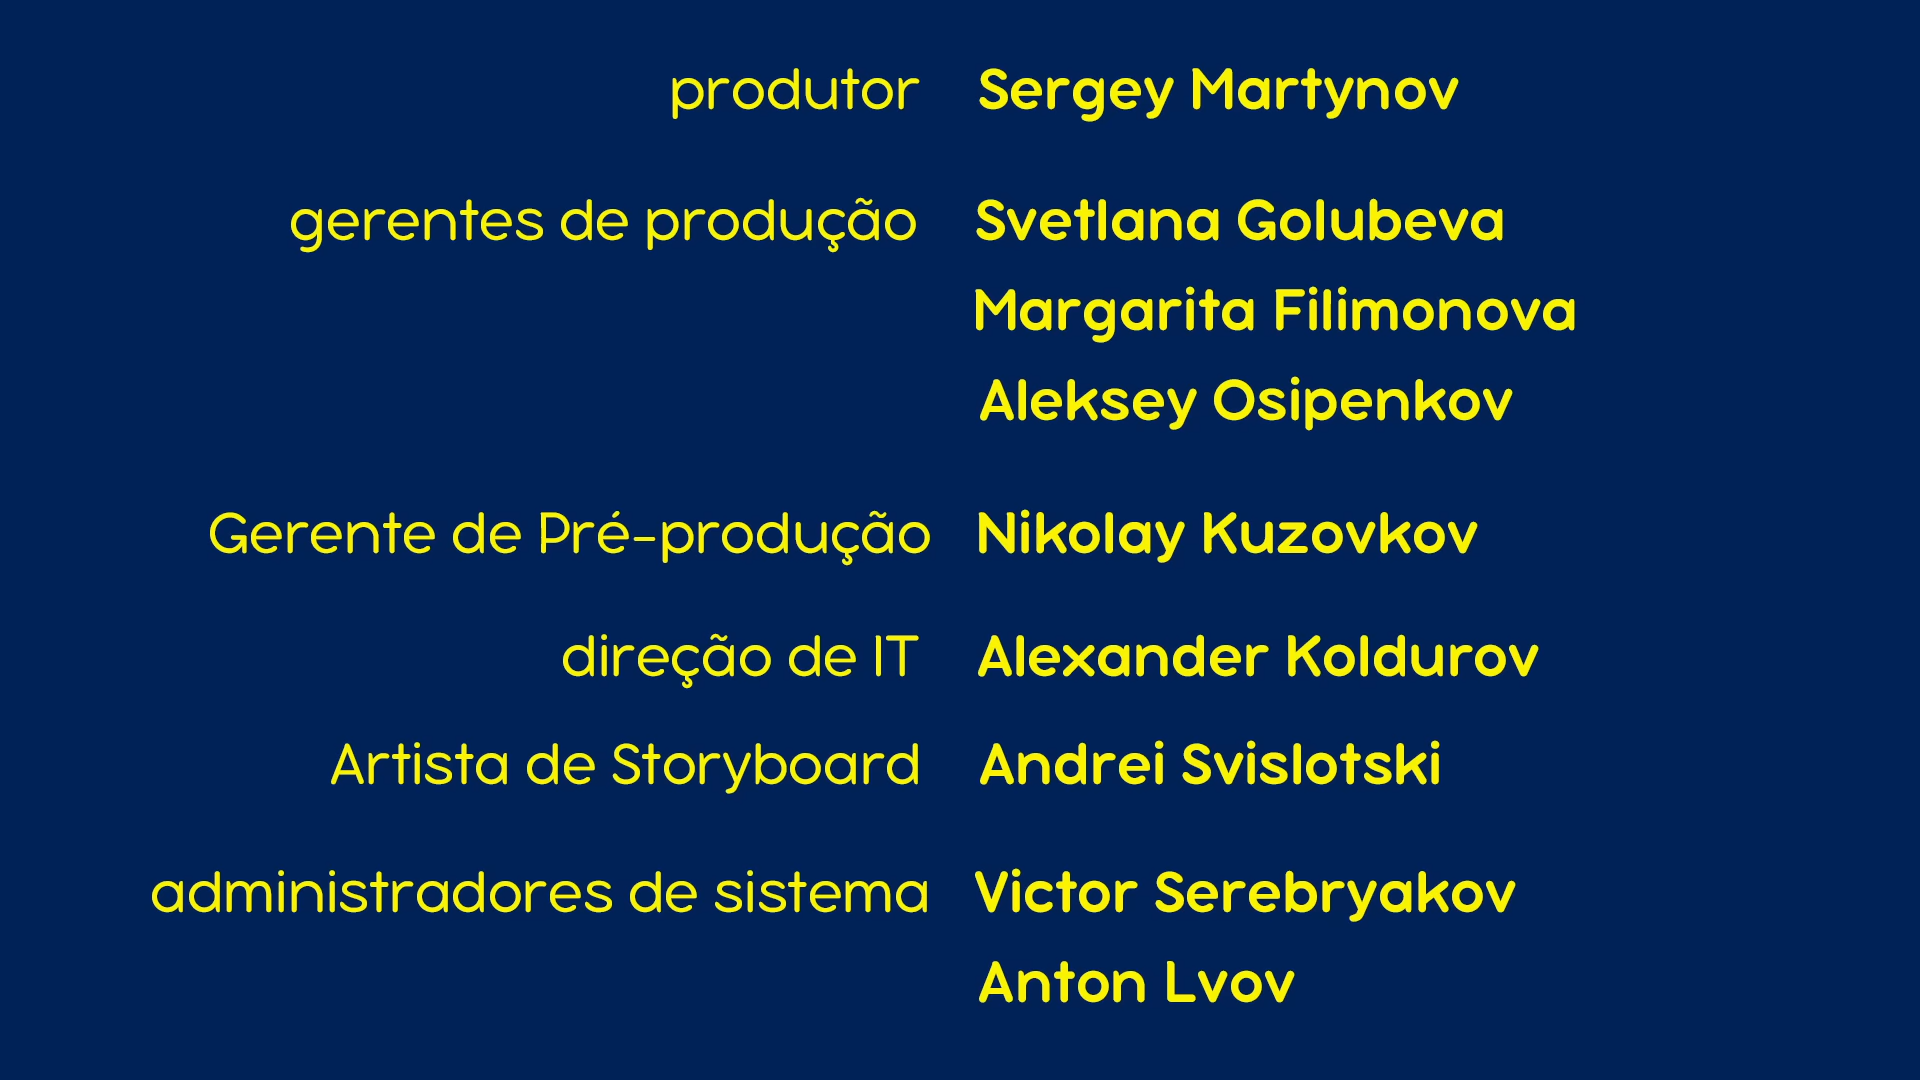 produtor Sergey Martynov
gerentes de produção Svetlana Golubeva
Margarita Filimonova
Aleksey Osipenkov
Gerente de Pré-produção Nikolay Kuzovkov
direção de IT Alexander Koldurov
Artista de Storyboard Andrei Svislotski
administradores de sistema Victor Serebryakov
Anton Lvov